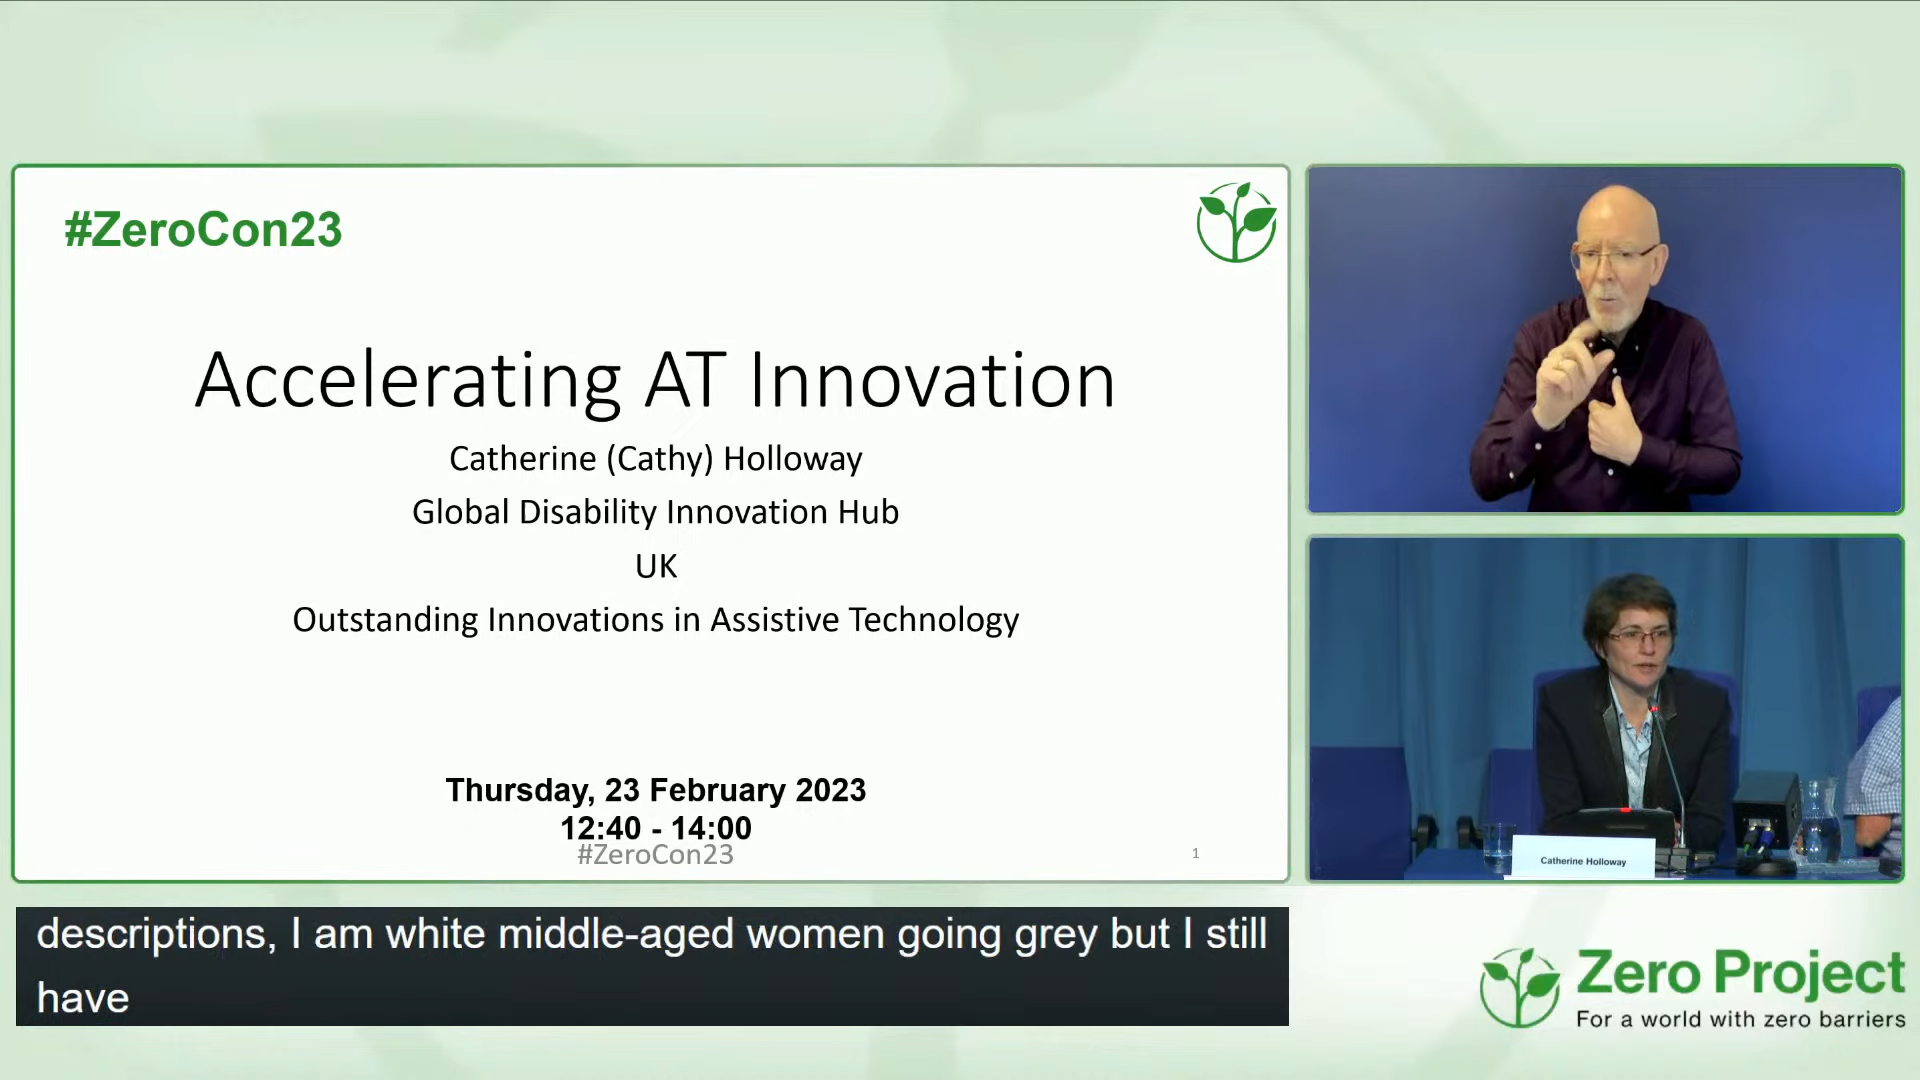 #ZeroCon23
Accelerating AT Innovation
Catherine (Cathy) Holloway
Global Disability Innovation Hub
UK
Outstanding Innovations in Assistive Technology
Thursday, 23 February 2023
12:40 - 14:00
#ZeroCon23
1
Catherine Holloway
descriptions, I am white middle-aged women going grey but I still
have
Zero Project
For a world with zero barriers